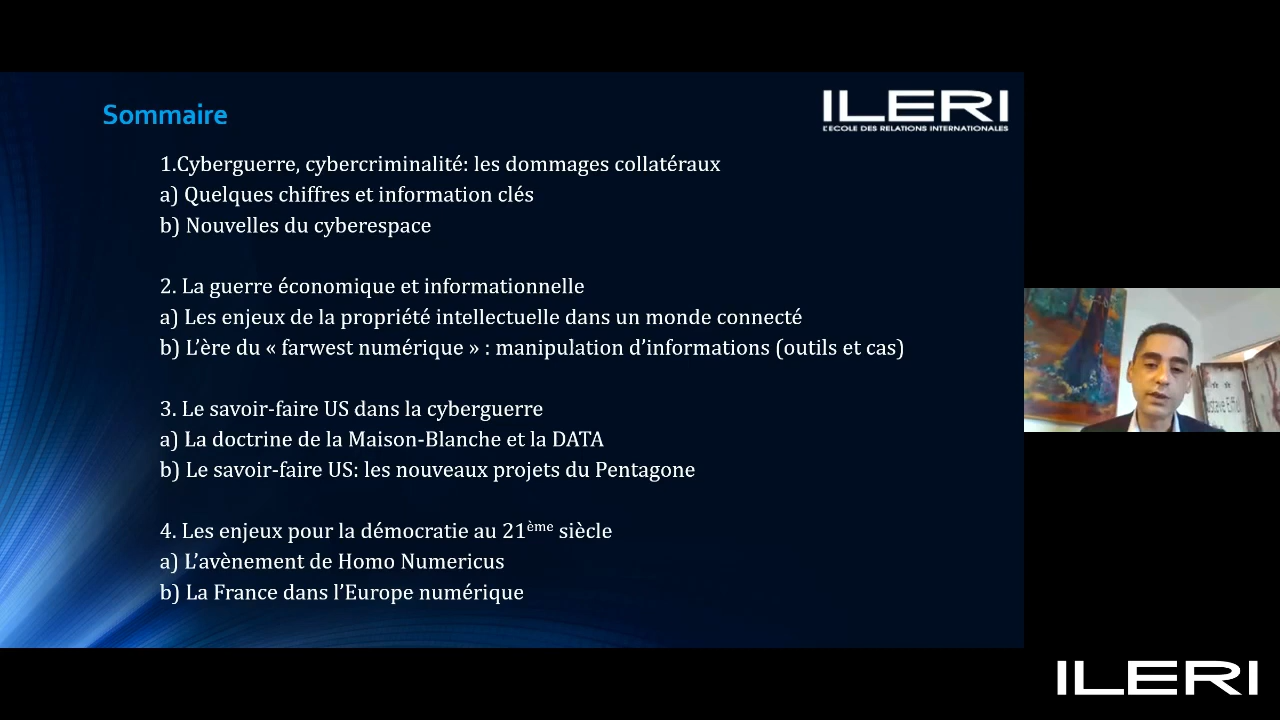 Sommaire
ILERI
L'ECOLE DES RELATIONS INTERNATIONALES
1.Cyberguerre, cybercriminalité: les dommages collatéraux
a) Quelques chiffres et information clés
b) Nouvelles du cyberespace
2. La guerre économique et informationnelle
a) Les enjeux de la propriété intellectuelle dans un monde connecté
b) L’ère du « farwest numérique » : manipulation d’informations (outils et cas)
3. Le savoir-faire US dans la cyberguerre
a) La doctrine de la Maison-Blanche et la DATA
b) Le savoir-faire US: les nouveaux projets du Pentagone
4. Les enjeux pour la démocratie au 21ème siècle
a) L’avènement de Homo Numericus
b) La France dans l’Europe numérique
ILERI